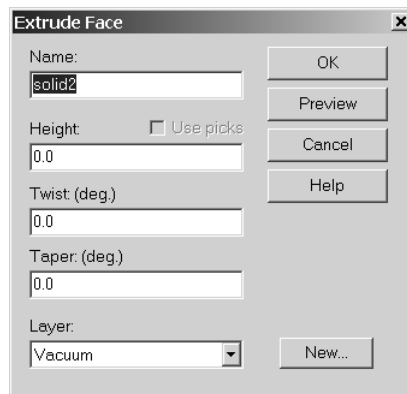 Extrude Face
Name:
solid2
OK
Preview
Height:
Use picks
0.0
Cancel
Help
Twist: (deg.)
0.0
Taper: (deg.)
0.0
Layer:
Vacuum
New...